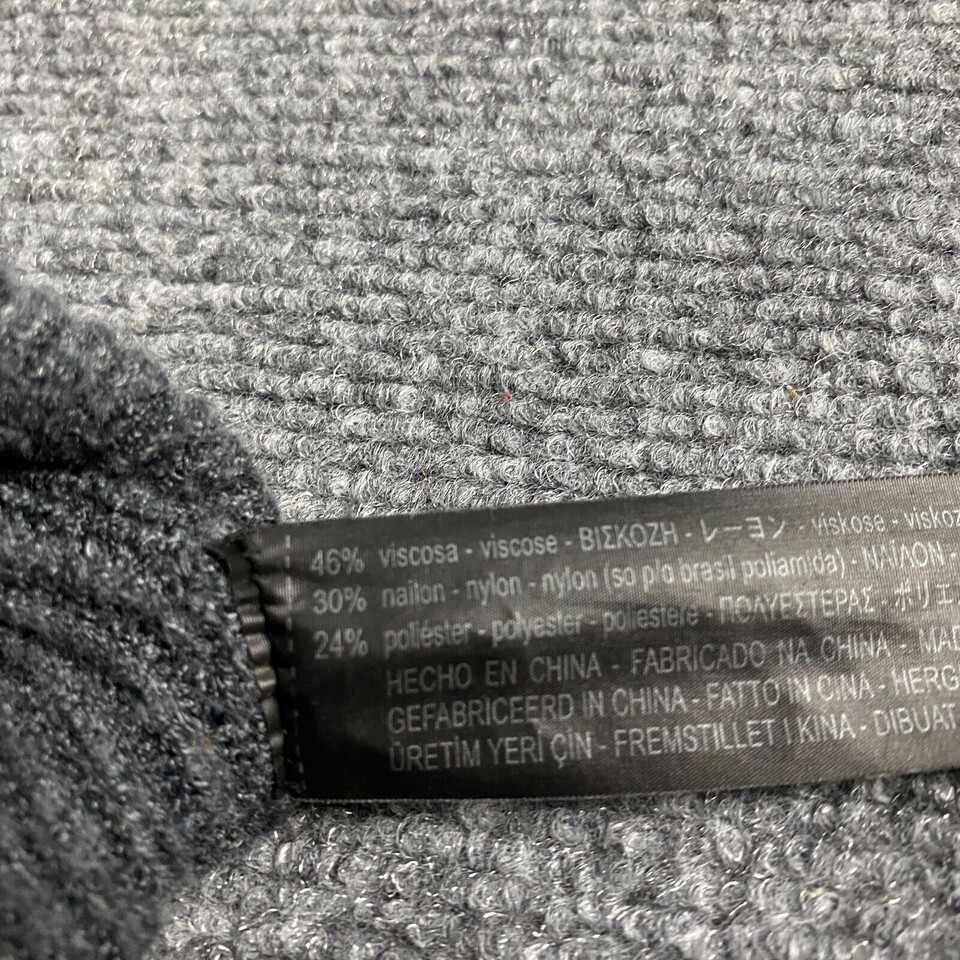 46% viscosa - viscose - ΒΙΣΚΟΖΗ - レーヨン - viskose - viskoz
30% nailon - nylon - nylon (so p/o brasil poliamida) - ΝΑΪΛΟΝ -
24% poliéster - polyester - poliestere - ΠΟΛΥΕΣΤΕΡΑΣ - ポリエ
HECHO EN CHINA - FABRICADO NA CHINA - MAD
GEFABRICEERD IN CHINA - FATTO IN CINA - HERG
ÜRETİM YERİ ÇİN - FREMSTILLET I KINA - DIBUAT